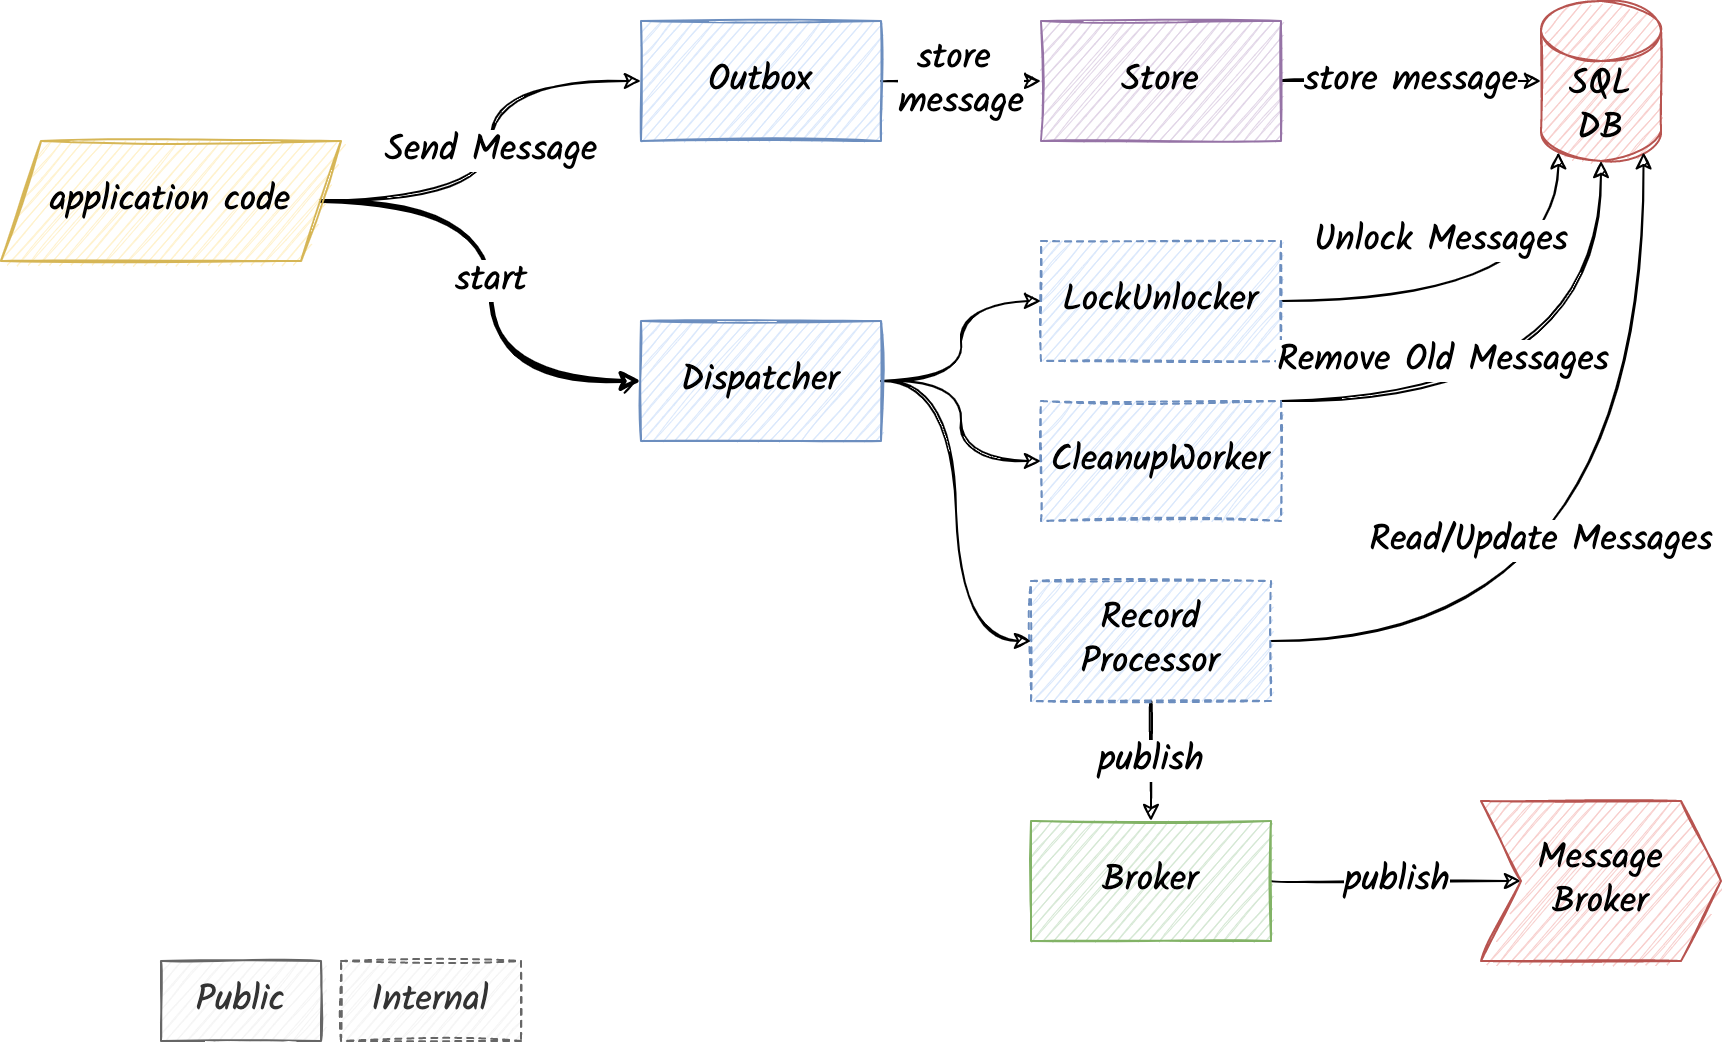 Outbox
store
message
Store
store message
SQL
DB
Send Message
application code
start
Unlock Messages
LockUnlocker
Dispatcher
Remove Old Messages
CleanupWorker
Read/Update Messages
Record
Processor
publish
Broker
publish
Message
Broker
Public
Internal